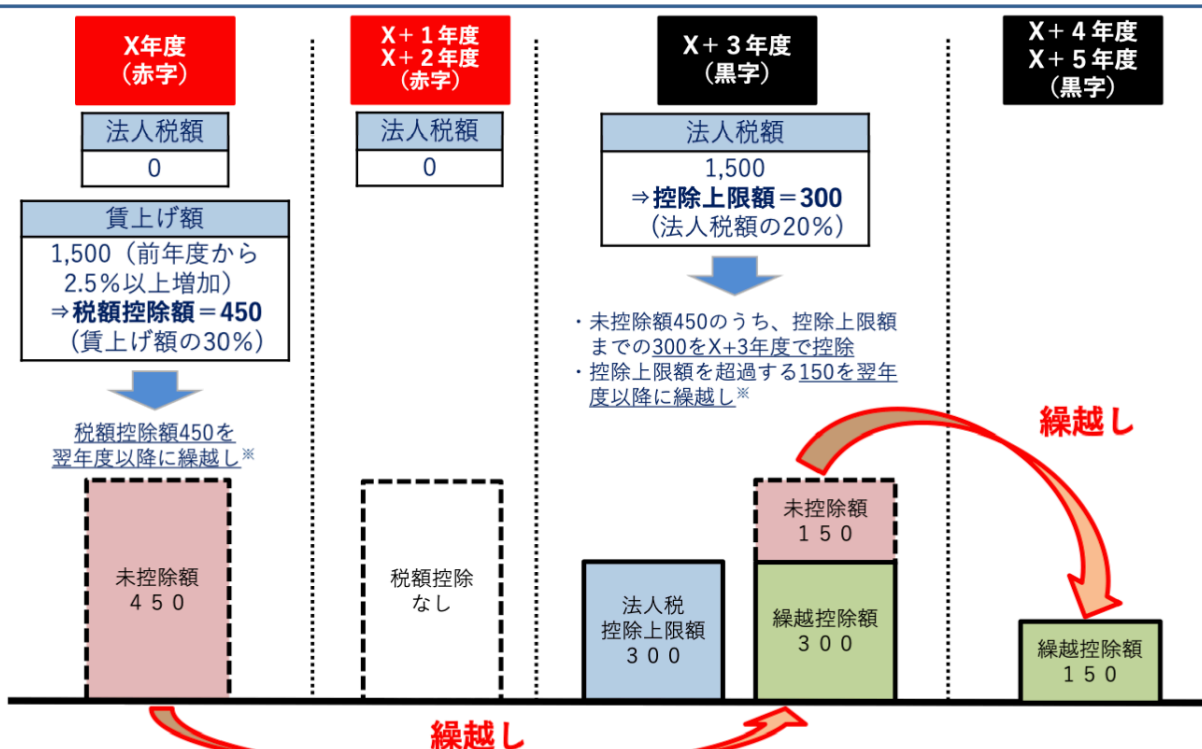 X年度
（赤字）
法人税額
0
賃上げ額
1,500（前年度から
2.5%以上増加）
⇒税額控除額＝450
（賃上げ額の30%）
税額控除額450を
翌年度以降に繰越し※
未控除額
４５０
X＋１年度
X＋２年度
（赤字）
法人税額
0
税額控除
なし
X＋３年度
（黒字）
法人税額
1,500
⇒控除上限額＝300
（法人税額の20%）
・未控除額450のうち、控除上限額
までの300をX+3年度で控除
・控除上限額を超過する150を翌年
度以降に繰越し※
法人税
控除上限額
３００
未控除額
１５０
繰越控除額
３００
X＋４年度
X＋５年度
（黒字）
繰越し
繰越控除額
１５０
繰越し